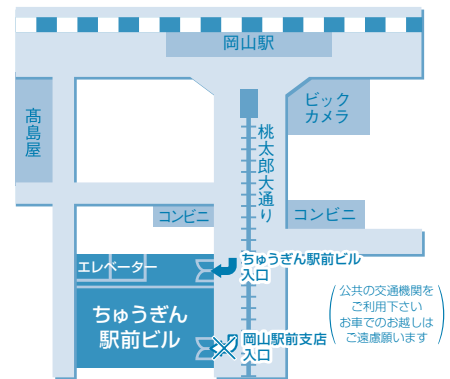 岡山駅
髙島屋
ビック
カメラ
桃太郎大通り
コンビニ
コンビニ
エレベーター
ちゅうぎん駅前ビル
入口
ちゅうぎん
駅前ビル
岡山駅前支店
入口
公共の交通機関を
ご利用下さい
お車でのお越しは
ご遠慮願います